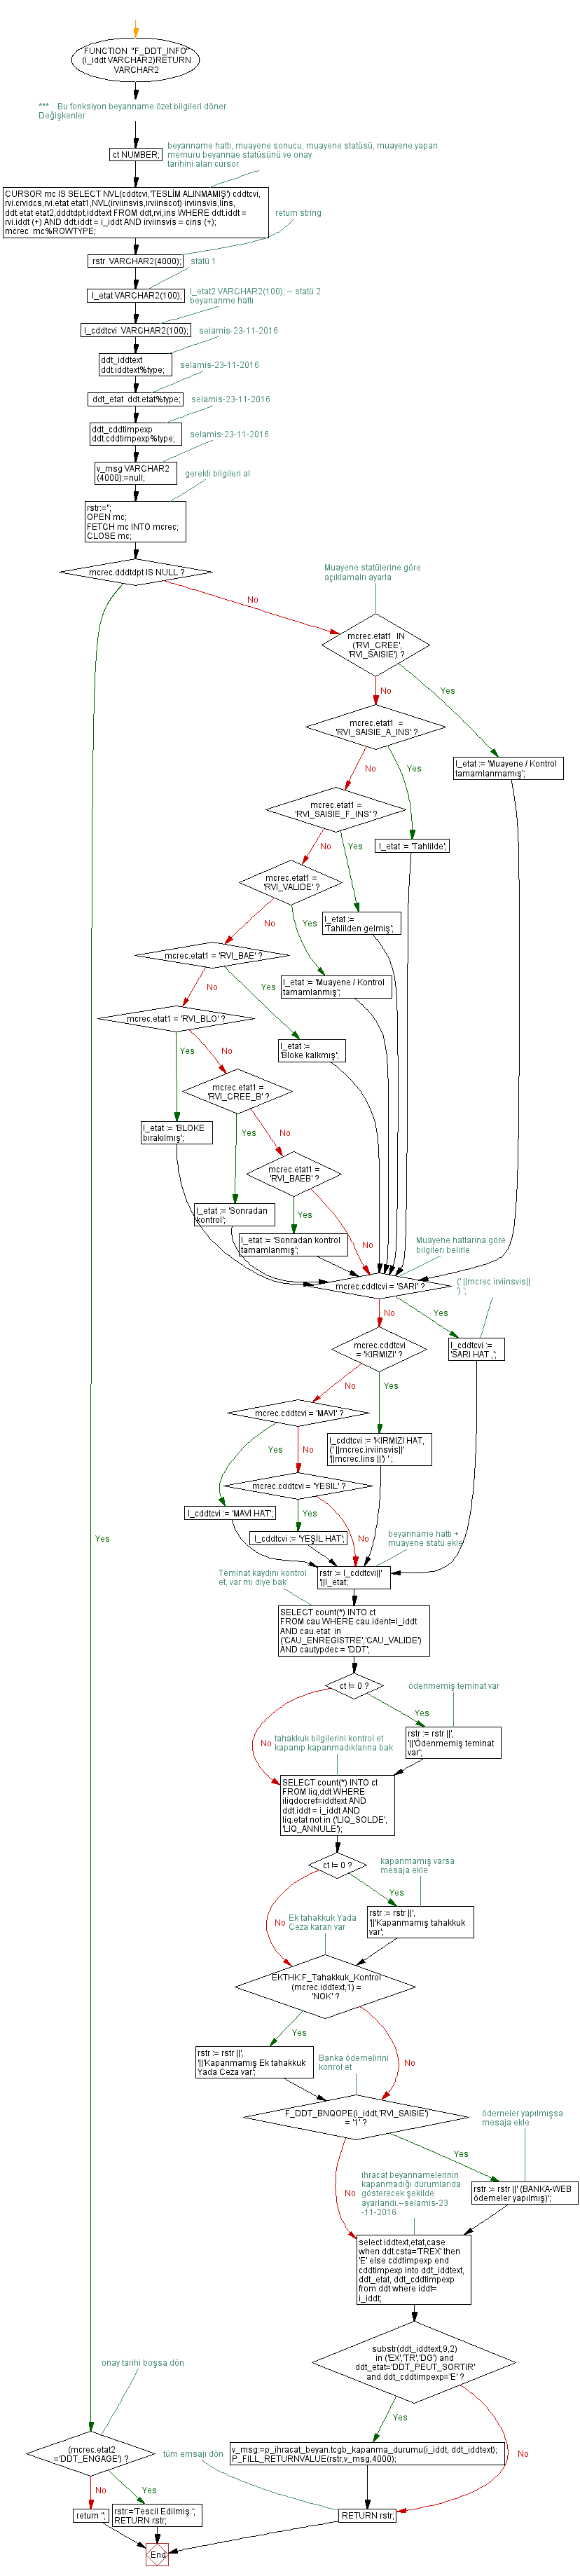 FUNCTION "F_DDT_INFO"
(i_iddt VARCHAR2)RETURN
VARCHAR2
*** Bu fonksiyon beyanname özet bilgileri döner
Değişkenler
ct NUMBER;
beyanname hattı, muayene sonucu, muayene statüsü, muayene yapan
memuru beyannae statüsünü ve onay
tarihini alan cursor
CURSOR mc IS SELECT NVL(cddtcvi,'TESLİM ALINMAMIŞ') cddtcvi,
rvi.crvidcs,rvi.etat etat1 ,NVL(irviinsvis,irviinscot) irviinsvis,lins,
ddt.etat etat2,dddtdpt,iddtext FROM ddt,rvi,ins WHERE ddt.iddt =
rvi.iddt (+) AND ddt.iddt = i_iddt AND irviinsvis = cins (+);
mcrec mc%ROWTYPE;
return string
rstr VARCHAR2(4000);
statü 1
l_etat VARCHAR2(100);
l_etat2 VARCHAR2(100); -- statü 2
beyananme hattı
l_cddtcvi VARCHAR2(100);
selamis-23-11-2016
ddt_iddtext
ddt.iddtext%type;
selamis-23-11-2016
ddt_etat ddt.etat%type;
selamis-23-11-2016
ddt_cddtimpexp
ddt.cddtimpexp%type;
selamis-23-11-2016
v_msg VARCHAR2
(4000):=null;
gerekli bilgileri al
rstr:='';
OPEN mc;
FETCH mc INTO mcrec;
CLOSE mc;
mcrec.dddtdpt IS NULL ?
Muayene statülerine göre
açıklamalrı ayarla
No
mcrec.etat1 IN
('RVI_CREE',
'RVI_SAISIE') ?
No
Yes
mcrec.etat1 =
'RVI_SAISIE_A_INS' ?
l_etat := 'Muayene / Kontrol
tamamlanmamış';
No
Yes
mcrec.etat1 =
'RVI_SAISIE_F_INS' ?
l_etat := 'Tahlilde';
No
Yes
mcrec.etat1 =
'RVI_VALIDE' ?
l_etat :=
'Tahlilden gelmiş';
No
Yes
mcrec.etat1 = 'RVI_BAE' ?
l_etat := 'Muayene / Kontrol
tamamlanmış';
No
Yes
mcrec.etat1 = 'RVI_BLO' ?
l_etat :=
'Bloke kalkmış';
Yes
No
mcrec.etat1 =
'RVI_CREE_B' ?
l_etat := 'BLOKE
bırakılmış';
Yes
No
mcrec.etat1 =
'RVI_BAEB' ?
l_etat := 'Sonradan
kontrol';
Yes
No
l_etat := 'Sonradan kontrol
tamamlanmış';
Muayene hatlarına göre
bilgileri belirle
mcrec.cddtcvi = 'SARI' ?
(' ||mcrec.irviinsvis||
') ';
No
Yes
mcrec.cddtcvi
= 'KIRMIZI' ?
l_cddtcvi :=
'SARI HAT ,';
No
Yes
mcrec.cddtcvi = 'MAVI' ?
l_cddtcvi := 'KIRMIZI HAT,
(' ||mcrec.irviinsvis||'
'||mcrec.lins ||') ' ;
Yes
No
mcrec.cddtcvi = 'YESIL' ?
l_cddtcvi := 'MAVİ HAT';
Yes
No
l_cddtcvi := 'YEŞİL HAT';
beyanname hattı +
muayene statü ekle
Yes
rstr := l_cddtcvi||'
'||l_etat;
Teminat kaydını kontrol
et, var mı diye bak
SELECT count(*) INTO ct
FROM cau WHERE cau.ident=i_iddt
AND cau.etat in
('CAU_ENREGISTRE','CAU_VALIDE')
AND cautypdec = 'DDT';
ct != 0 ?
ödenmemiş teminat var
Yes
No
rstr := rstr ||',
'||'Ödenmemiş teminat
var';
tahakkuk bilgilerini kontrol et
kapanıp kapanmadıklarına bak
SELECT count(*) INTO ct
FROM liq,ddt WHERE
iliqdocref=iddtext AND
ddt.iddt = i_iddt AND
liq.etat not in ('LIQ_SOLDE',
'LIQ_ANNULE');
ct != 0 ?
kapanmamış varsa
mesaja ekle
Yes
No
rstr := rstr ||',
'||'Kapanmamış tahakkuk
var';
Ek tahakkuk Yada
Ceza kararı var
EKTHK.F_Tahakkuk_Kontrol
(mcrec.iddtext,1) =
'NOK' ?
Yes
No
rstr := rstr ||',
'||'Kapanmamış Ek tahakkuk
Yada Ceza var';
Banka ödemelirini
konrol et
F_DDT_BNQOPE(i_iddt,'RVI_SAISIE')
= '1' ?
ödemeler yapılmışsa
mesaja ekle
Yes
No
rstr := rstr ||' (BANKA-WEB
ödemeler yapılmış)';
ihracat beyannamelerinin
kapanmadığı durumlarıda
gösterecek şekilde
ayarlandı.--selamis-23
-11-2016
select iddtext,etat,case
when ddt.csta='TREX' then
'E' else cddtimpexp end
cddtimpexp into ddt_iddtext,
ddt_etat, ddt_cddtimpexp
from ddt where iddt=
i_iddt;
substr(ddt_iddtext,9,2)
in ('EX','TR','DG') and
ddt_etat='DDT_PEUT_SORTIR'
and ddt_cddtimpexp='E' ?
onay tarihi boşsa dön
Yes
No
(mcrec.etat2
='DDT_ENGAGE') ?
v_msg:=p_ihracat_beyan.tcgb_kapanma_durumu(i_iddt, ddt_iddtext);
P_FILL_RETURNVALUE(rstr,v_msg,4000);
tüm emsajı dön
No
Yes
return '';
rstr:='Tescil Edilmiş.';
RETURN rstr;
RETURN rstr;
End